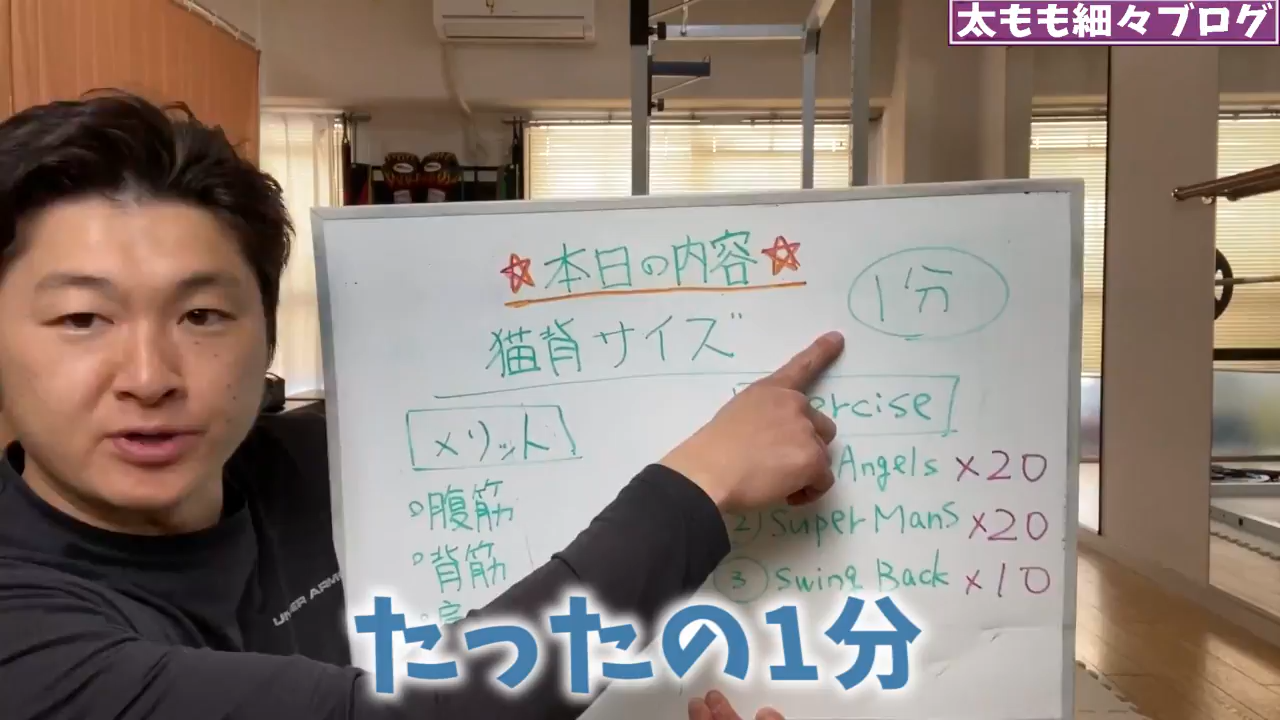 太もも細々ブログ
☆本日の内容☆
1分
猫背サイズ
メリット
。腹筋
。背筋
ercise
Angels ×20
2) Super Mans ×20
③ Swing Back ×10
UNDER ARM
たったの1分